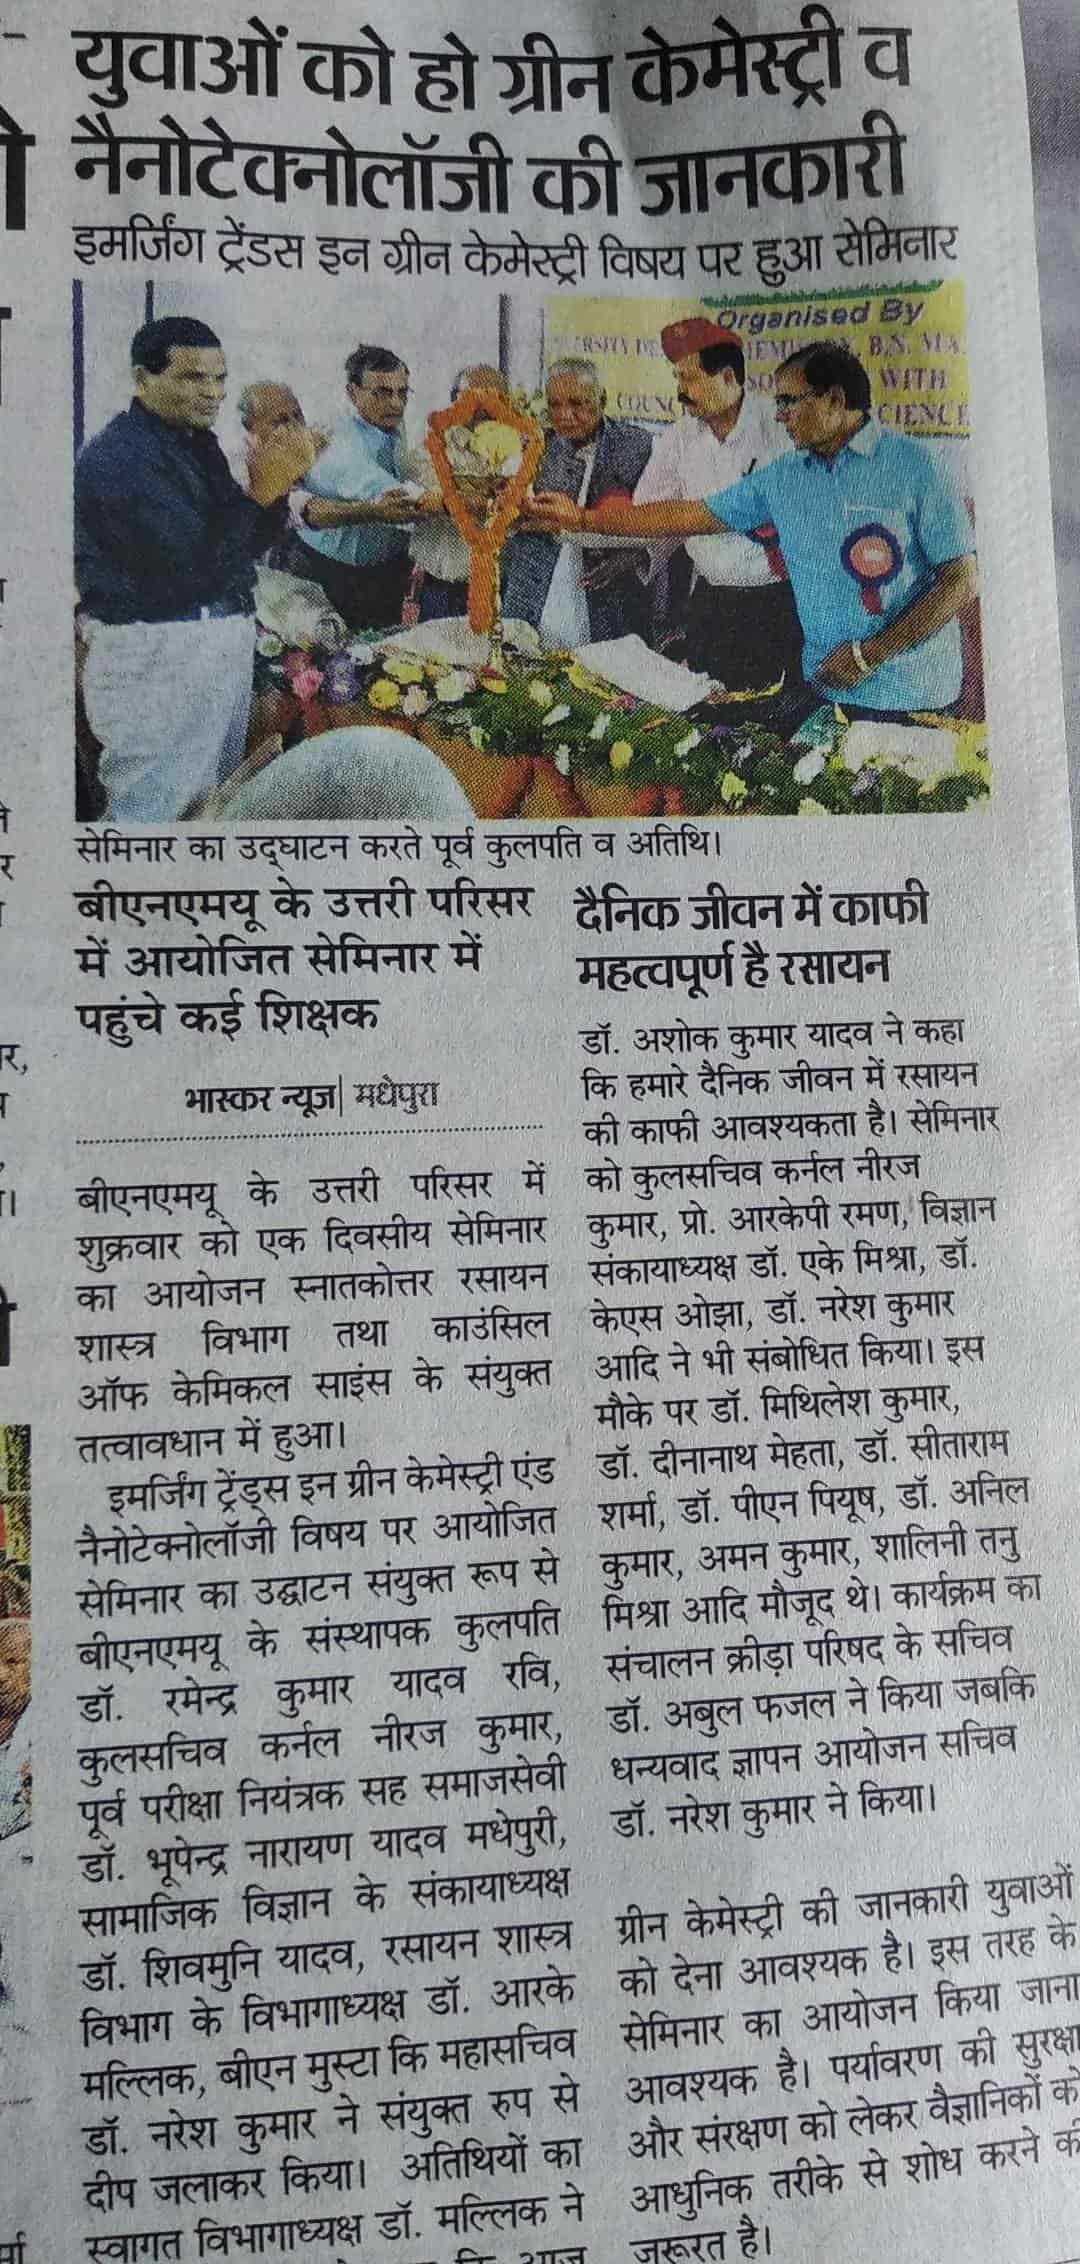 युवाओं को हो ग्रीन केमेस्ट्री व
नैनोटेक्नोलॉजी की जानकारी
इमर्जिंग ट्रेंडस इन ग्रीन केमेस्ट्री विषय पर हुआ सेमिनार
Organised By
B.N. M.
WITH
CIENCE
सेमिनार का उद्घाटन करते पूर्व कुलपति व अतिथि।
बीएनएमयू के उत्तरी परिसर
में आयोजित सेमिनार में
पहुंचे कई शिक्षक
भास्कर न्यूज | मधेपुरा
बीएनएमयू के उत्तरी परिसर में
शुक्रवार को एक दिवसीय सेमिनार
का आयोजन स्नातकोत्तर रसायन
शास्त्र विभाग तथा काउंसिल
ऑफ केमिकल साइंस के संयुक्त
तत्वावधान में हुआ।
इमर्जिंग ट्रेंड्स इन ग्रीन केमेस्ट्री एंड
नैनोटेक्नोलॉजी विषय पर आयोजित
सेमिनार का उद्घाटन संयुक्त रूप से
बीएनएमयू के संस्थापक कुलपति
डॉ. रमेन्द्र कुमार यादव रवि,
कुलसचिव कर्नल नीरज कुमार,
पूर्व परीक्षा नियंत्रक सह समाजसेवी
डॉ. भूपेन्द्र नारायण यादव मधेपुरी,
सामाजिक विज्ञान के संकायाध्यक्ष
डॉ. शिवमुनि यादव, रसायन शास्त्र
विभाग के विभागाध्यक्ष डॉ. आरके
मल्लिक, बीएन मुस्टा कि महासचिव
डॉ. नरेश कुमार ने संयुक्त रुप से
दीप जलाकर किया। अतिथियों का
स्वागत विभागाध्यक्ष डॉ. मल्लिक ने
दैनिक जीवन में काफी
महत्वपूर्ण है रसायन
डॉ. अशोक कुमार यादव ने कहा
कि हमारे दैनिक जीवन में रसायन
की काफी आवश्यकता है। सेमिनार
को कुलसचिव कर्नल नीरज
कुमार, प्रो. आरकेपी रमण, विज्ञान
संकायाध्यक्ष डॉ. एके मिश्रा, डॉ.
केएस ओझा, डॉ. नरेश कुमार
आदि ने भी संबोधित किया। इस
मौके पर डॉ. मिथिलेश कुमार,
डॉ. दीनानाथ मेहता, डॉ. सीताराम
शर्मा, डॉ. पीएन पियूष, डॉ. अनिल
कुमार, अमन कुमार, शालिनी तनु
मिश्रा आदि मौजूद थे। कार्यक्रम का
संचालन क्रीड़ा परिषद के सचिव
डॉ. अबुल फजल ने किया जबकि
धन्यवाद ज्ञापन आयोजन सचिव
डॉ. नरेश कुमार ने किया।
ग्रीन केमेस्ट्री की जानकारी युवाओं
को देना आवश्यक है। इस तरह के
सेमिनार का आयोजन किया जाना
आवश्यक है। पर्यावरण की सुरक्षा
और संरक्षण को लेकर वैज्ञानिकों को
आधुनिक तरीके से शोध करने की
जरूरत है।